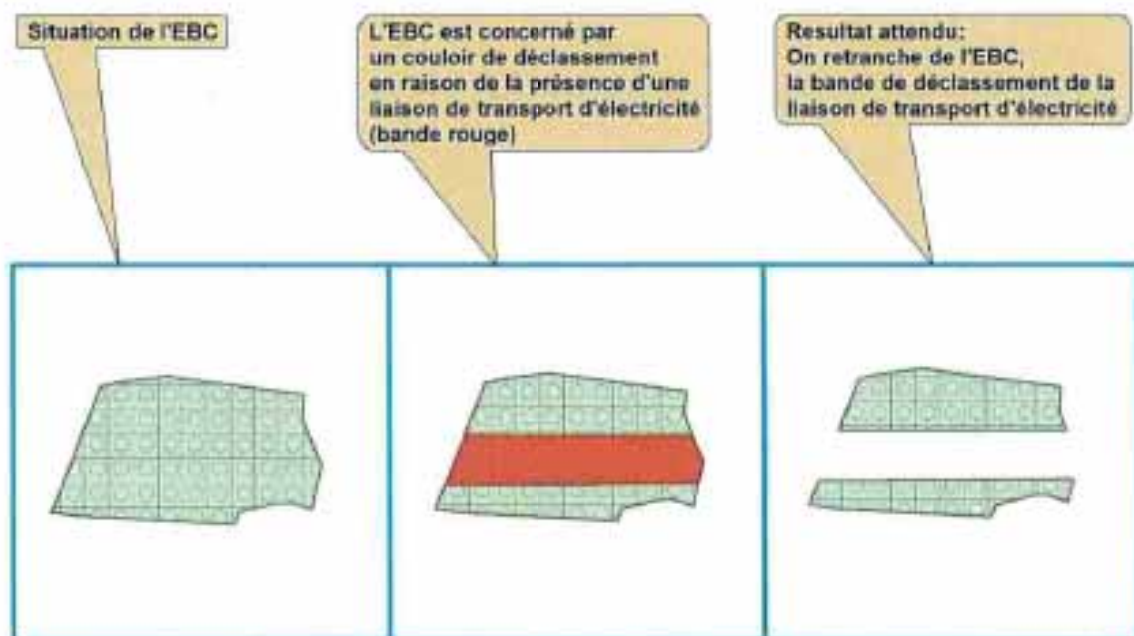 Situation de l'EBC
L'EBC est concerné par
un couloir de déclassement
en raison de la présence d'une
liaison de transport d'électricité
(bande rouge)
Resultat attendu:
On retranche de l'EBC,
la bande de déclassement de la
liaison de transport d'électricité